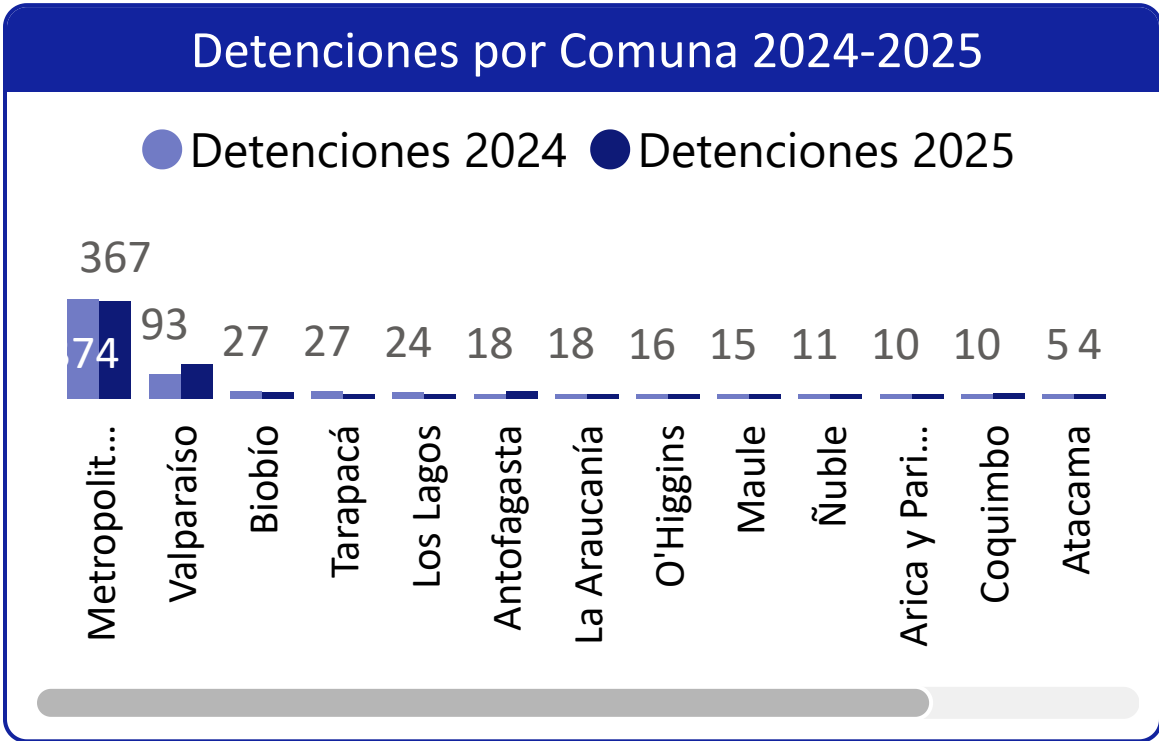 Detenciones por Comuna 2024-2025
Detenciones 2024 Detenciones 2025
367
74
93 27 27 24 18 18 16 15 11 10 10 5 4
Metropolit...
Valparaíso
Biobío
Tarapacá
Los Lagos
Antofagasta
La Araucanía
O'Higgins
Maule
Ñuble
Arica y Pari...
Coquimbo
Atacama